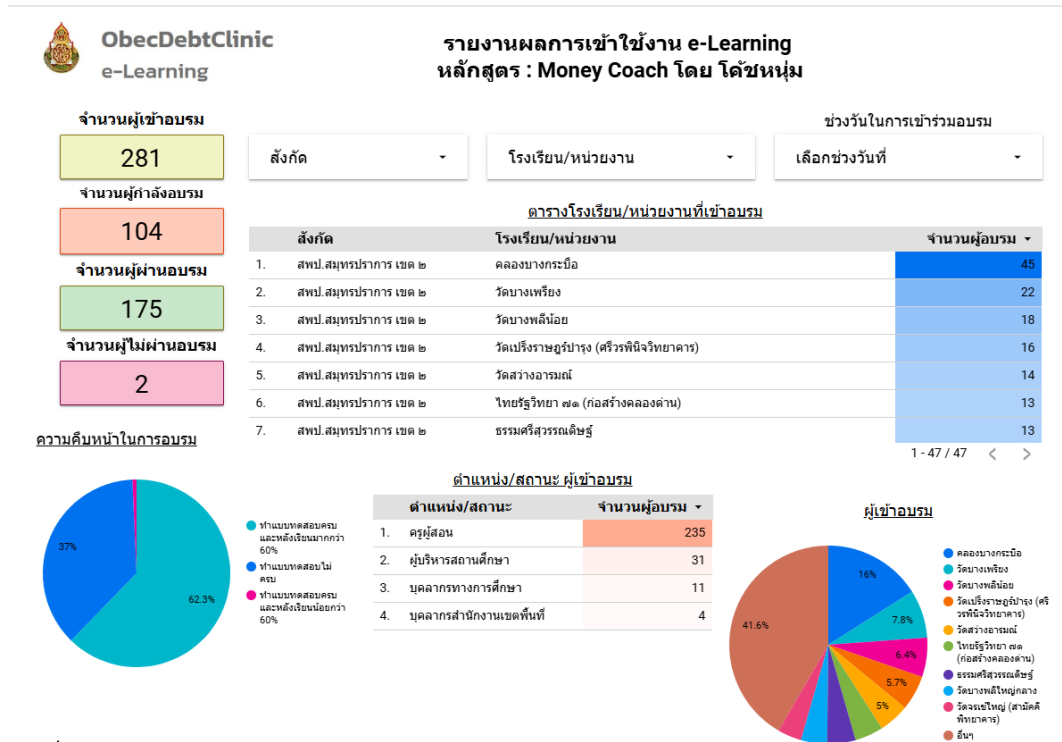 ObecDebtClinic
e-Learning
รายงานผลการเข้าใช้งาน e-Learning
หลักสูตร : Money Coach โดย โค้ชหนุ่ม
จำนวนผู้เข้าอบรม
281
จำนวนผู้กำลังอบรม
104
จำนวนผู้ผ่านอบรม
175
จำนวนผู้ไม่ผ่านอบรม
2
ช่วงวันในการเข้าร่วมอบรม
สังกัด
โรงเรียน/หน่วยงาน
เลือกช่วงวันที่
ตารางโรงเรียน/หน่วยงานที่เข้าอบรม
สังกัด โรงเรียน/หน่วยงาน จำนวนผู้อบรม
1. สพป.สมุทรปราการ เขต ๒ คลองบางกระบือ 45
2. สพป.สมุทรปราการ เขต ๒ วัดบางเพรียง 22
3. สพป.สมุทรปราการ เขต ๒ วัดบางพลีน้อย 18
4. สพป.สมุทรปราการ เขต ๒ วัดเปร็งราษฎร์บำรุง (ศรีวรพินิจวิทยาคาร) 16
5. สพป.สมุทรปราการ เขต ๒ วัดสว่างอารมณ์ 14
6. สพป.สมุทรปราการ เขต ๒ ไทยรัฐวิทยา ๗๑ (ก่อสร้างคลองด่าน) 13
7. สพป.สมุทรปราการ เขต ๒ ธรรมศรีสุวรรณดิษฐ์ 13
1 - 47 / 47
ความคืบหน้าในการอบรม
37%
62.3%
ทำแบบทดสอบครบ
และหลังเรียนมากกว่า
60%
ทำแบบทดสอบไม่
ครบ
ทำแบบทดสอบครบ
และหลังเรียนน้อยกว่า
60%
ตำแหน่ง/สถานะ ผู้เข้าอบรม
ตำแหน่ง/สถานะ จำนวนผู้อบรม
1. ครูผู้สอน 235
2. ผู้บริหารสถานศึกษา 31
3. บุคลากรทางการศึกษา 11
4. บุคลากรสำนักงานเขตพื้นที่ 4
ผู้เข้าอบรม
16%
7.8%
6.4%
5.7%
5%
41.6%
คลองบางกระบือ
วัดบางเพรียง
วัดบางพลีน้อย
วัดเปร็งราษฎร์บำรุง (ศรี
วรพินิจวิทยาคาร)
วัดสว่างอารมณ์
ไทยรัฐวิทยา ๗๑
(ก่อสร้างคลองด่าน)
ธรรมศรีสุวรรณดิษฐ์
วัดบางพลีใหญ่กลาง
วัดจรเข้ใหญ่ (สามัคคี
พิทยาคาร)
อื่นๆ